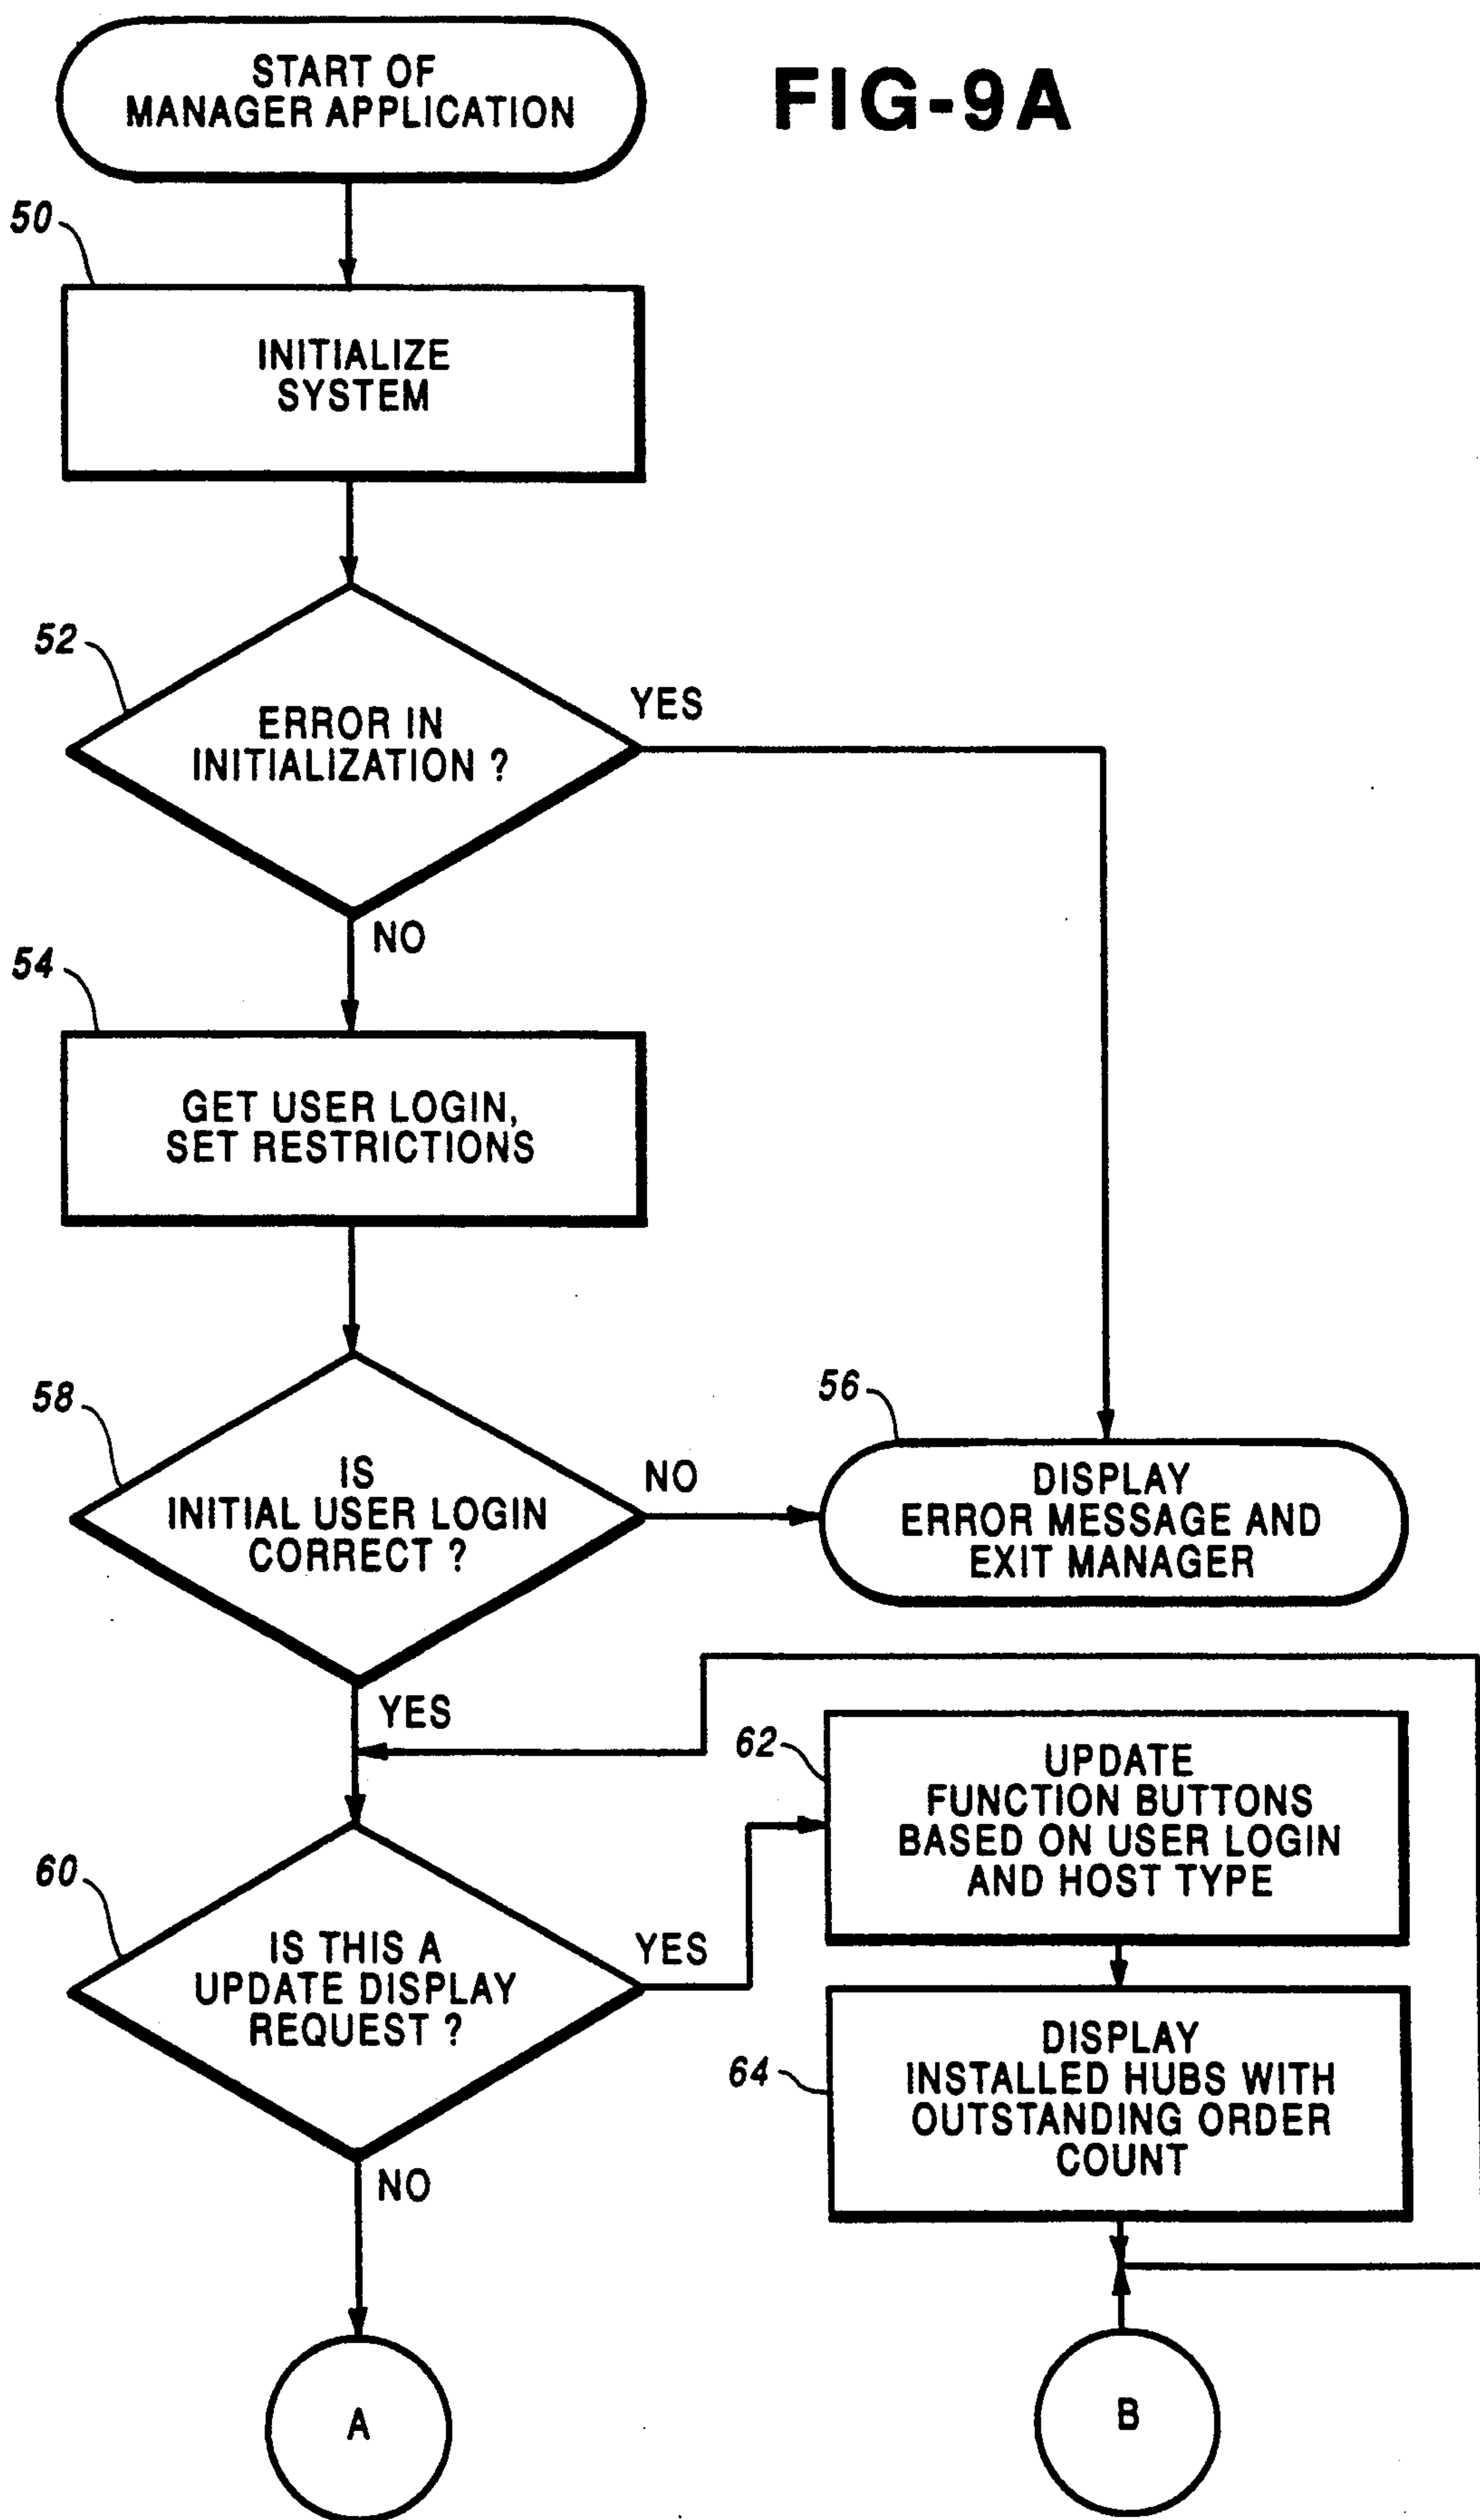 START OF
MANAGER APPLICATION
FIG-9A
50
INITIALIZE
SYSTEM
52
ERROR IN
INITIALIZATION ?
YES
NO
54
GET USER LOGIN,
SET RESTRICTIONS
58
IS
INITIAL USER LOGIN
CORRECT ?
NO
56
DISPLAY
ERROR MESSAGE AND
EXIT MANAGER
YES
62
UPDATE
FUNCTION BUTTONS
BASED ON USER LOGIN
AND HOST TYPE
60
IS THIS A
UPDATE DISPLAY
REQUEST ?
YES
64
DISPLAY
INSTALLED HUBS WITH
OUTSTANDING ORDER
COUNT
NO
A
B